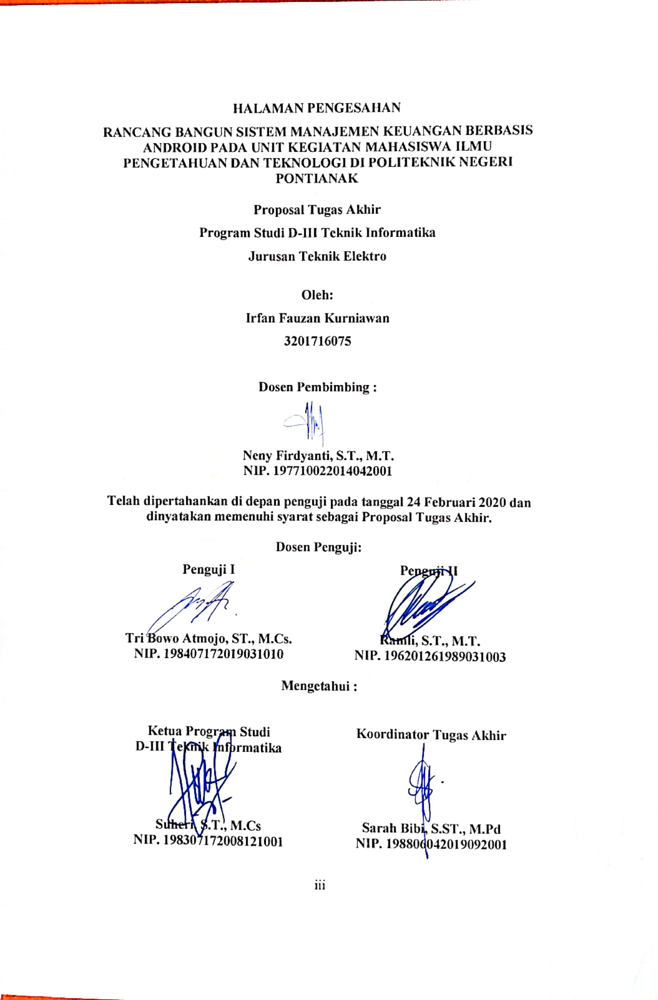 HALAMAN PENGESAHAN
RANCANG BANGUN SISTEM MANAJEMEN KEUANGAN BERBASIS
ANDROID PADA UNIT KEGIATAN MAHASISWA ILMU
PENGETAHUAN DAN TEKNOLOGI DI POLITEKNIK NEGERI
PONTIANAK
Proposal Tugas Akhir
Program Studi D-III Teknik Informatika
Jurusan Teknik Elektro
Oleh:
Irfan Fauzan Kurniawan
3201716075
Dosen Pembimbing :
Neny Firdyanti, S.T., M.T.
NIP. 197710022014042001
Telah dipertahankan di depan penguji pada tanggal 24 Februari 2020 dan
dinyatakan memenuhi syarat sebagai Proposal Tugas Akhir.
Dosen Penguji:
Penguji I
Tri Bowo Atmojo, ST., M.Cs.
NIP. 198407172019031010
Penguji II
Ramli, S.T., M.T.
NIP. 196201261989031003
Mengetahui :
Ketua Program Studi
D-III Teknik Informatika
Suheri, S.T., M.Cs
NIP. 198307172008121001
Koordinator Tugas Akhir
Sarah Bibi, S.ST., M.Pd
NIP. 198806042019092001
iii